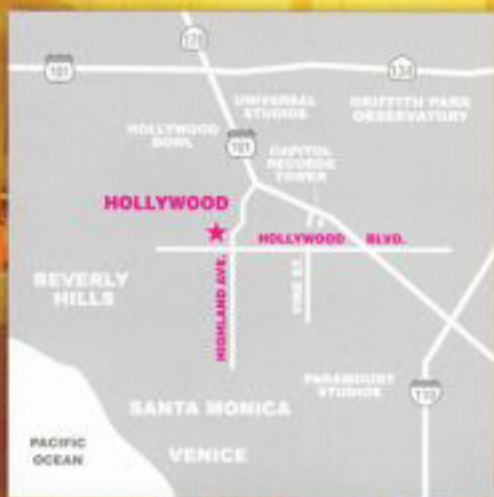 170
101
134
UNIVERSAL
STUDIOS
GRIFFITH PARK
OBSERVATORY
HOLLYWOOD
BOWL
101
CAPITOL
RECORDS
TOWER
HOLLYWOOD
HOLLYWOOD BLVD.
HIGHLAND AVE.
VINE ST.
BEVERLY
HILLS
PARAMOUNT
STUDIOS
110
SANTA MONICA
PACIFIC
OCEAN
VENICE